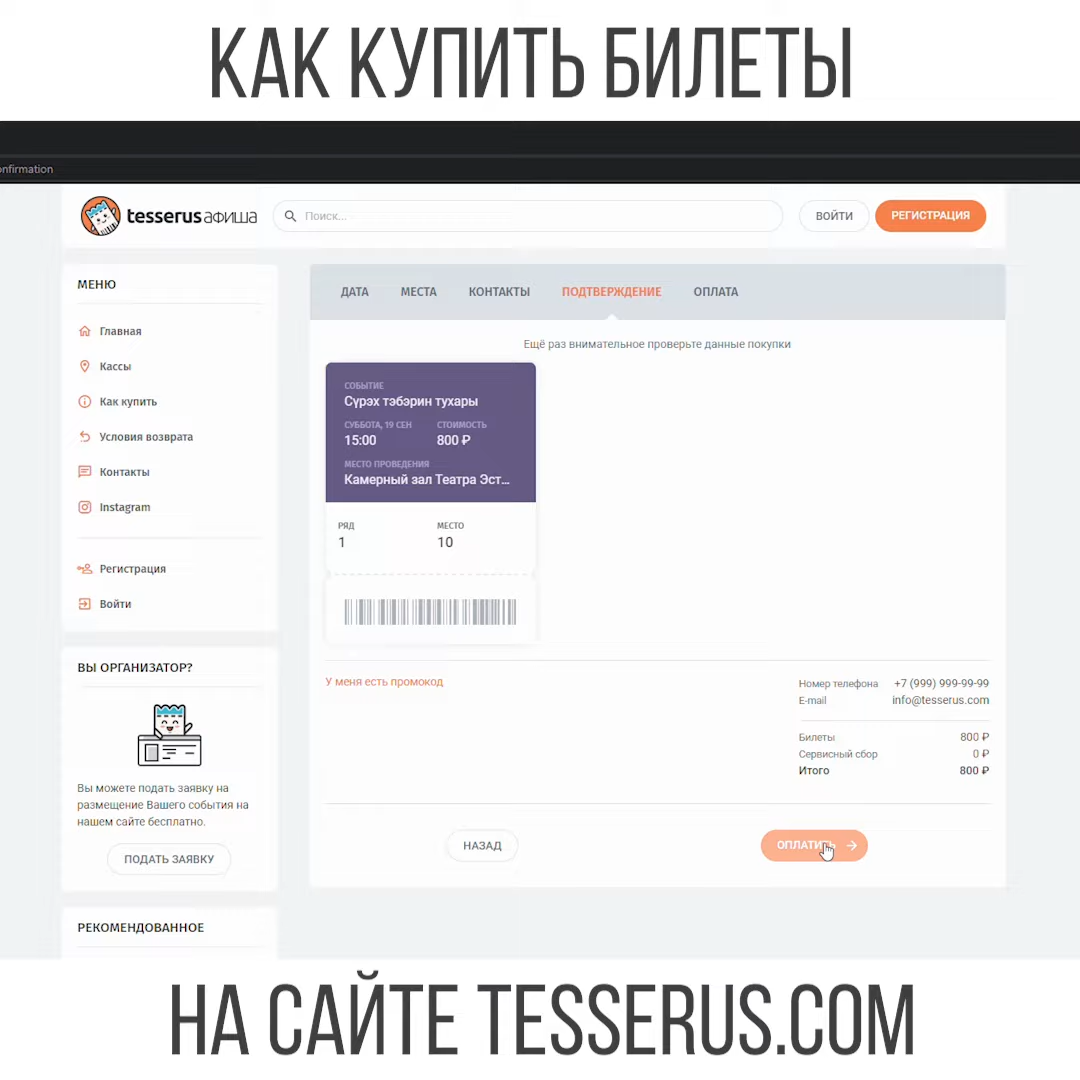 КАК КУПИТЬ БИЛЕТЫ
onfirmation
tesserus афиша
Поиск...
ВОЙТИ
РЕГИСТРАЦИЯ
МЕНЮ
Главная
Кассы
Как купить
Условия возврата
Контакты
Instagram
Регистрация
Войти
ВЫ ОРГАНИЗАТОР?
Вы можете подать заявку на
размещение Вашего события на
нашем сайте бесплатно.
ПОДАТЬ ЗАЯВКУ
РЕКОМЕНДОВАННОЕ
ДАТА МЕСТА КОНТАКТЫ ПОДТВЕРЖДЕНИЕ ОПЛАТА
Ещё раз внимательное проверьте данные покупки
СОБЫТИЕ
Сүрэх тэбэрин тухары
СУББОТА, 19 СЕН СТОИМОСТЬ
15:00 800 ₽
МЕСТО ПРОВЕДЕНИЯ
Камерный зал Театра Эст...
РЯД МЕСТО
1 10
У меня есть промокод
Номер телефона +7 (999) 999-99-99
E-mail info@tesserus.com
Билеты 800 ₽
Сервисный сбор 0 ₽
Итого 800 ₽
НАЗАД
ОПЛАТИТЬ
НА САЙТЕ TESSERUS.COM